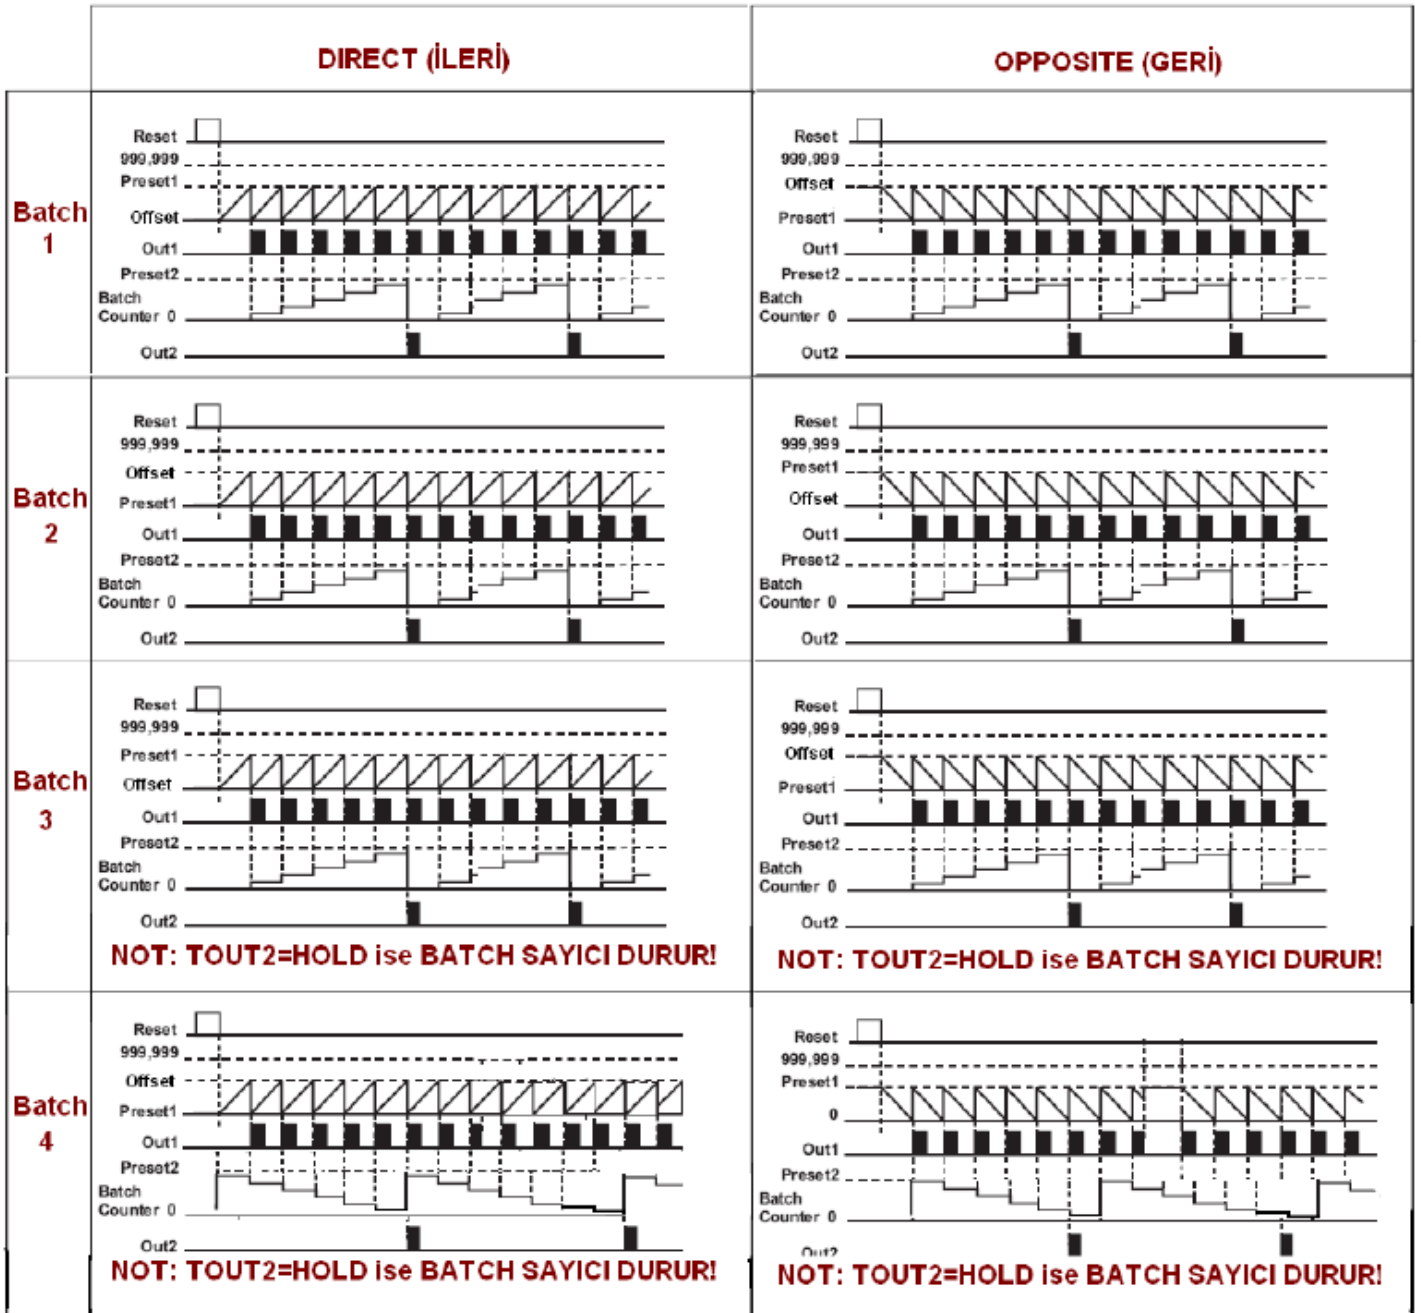 DIRECT (İLERİ)
OPPOSITE (GERİ)
Batch
1
Reset
999,999
Preset1
Offset
Out1
Preset2
Batch
Counter 0
Out2
Reset
999,999
Offset
Preset1
Out1
Preset2
Batch
Counter 0
Out2
Batch
2
Reset
999,999
Offset
Preset1
Out1
Preset2
Batch
Counter 0
Out2
Reset
999,999
Preset1
Offset
Out1
Preset2
Batch
Counter 0
Out2
Batch
3
Reset
999,999
Preset1
Offset
Out1
Preset2
Batch
Counter 0
Out2
NOT: TOUT2=HOLD ise BATCH SAYICI DURUR!
Reset
999,999
Offset
Preset1
Out1
Preset2
Batch
Counter 0
Out2
NOT: TOUT2=HOLD ise BATCH SAYICI DURUR!
Batch
4
Reset
999,999
Offset
Preset1
Out1
Preset2
Batch
Counter 0
Out2
NOT: TOUT2=HOLD ise BATCH SAYICI DURUR!
Reset
999,999
Preset1
0
Out1
Preset2
Batch
Counter 0
Out2
NOT: TOUT2=HOLD ise BATCH SAYICI DURUR!